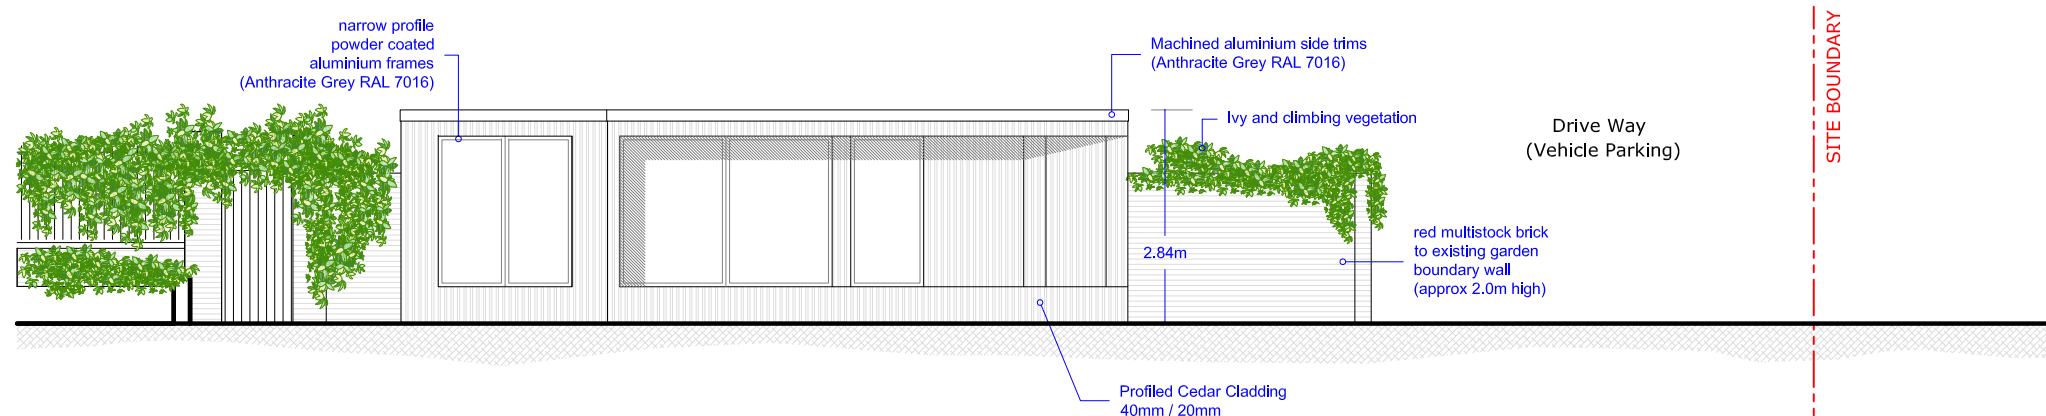 narrow profile
powder coated
aluminium frames
(Anthracite Grey RAL 7016)
Machined aluminium side trims
(Anthracite Grey RAL 7016)
Ivy and climbing vegetation
Drive Way
(Vehicle Parking)
SITE BOUNDARY
2.84m
red multistock brick
to existing garden
boundary wall
(approx 2.0m high)
Profiled Cedar Cladding
40mm / 20mm